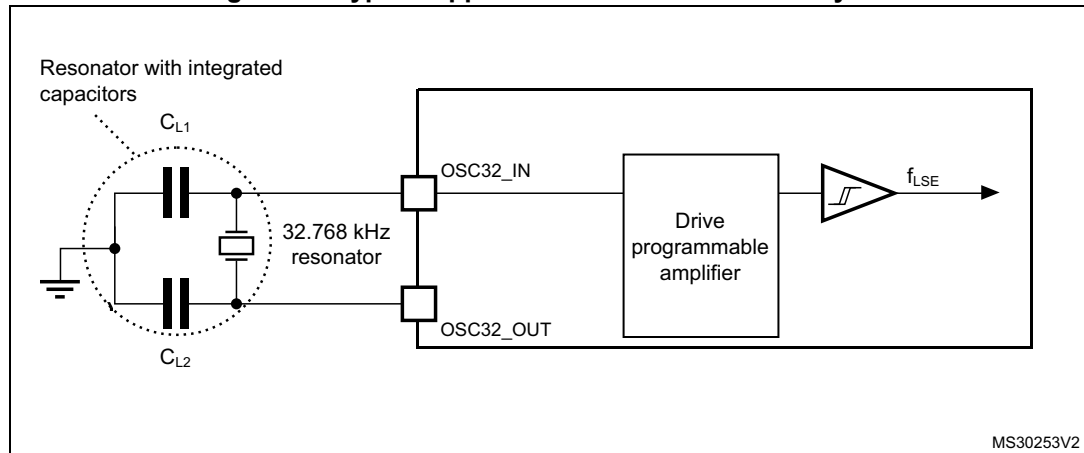 Resonator with integrated
capacitors
CL1
OSC32_IN
fLSE
32.768 kHz
resonator
Drive
programmable
amplifier
OSC32_OUT
CL2
MS30253V2